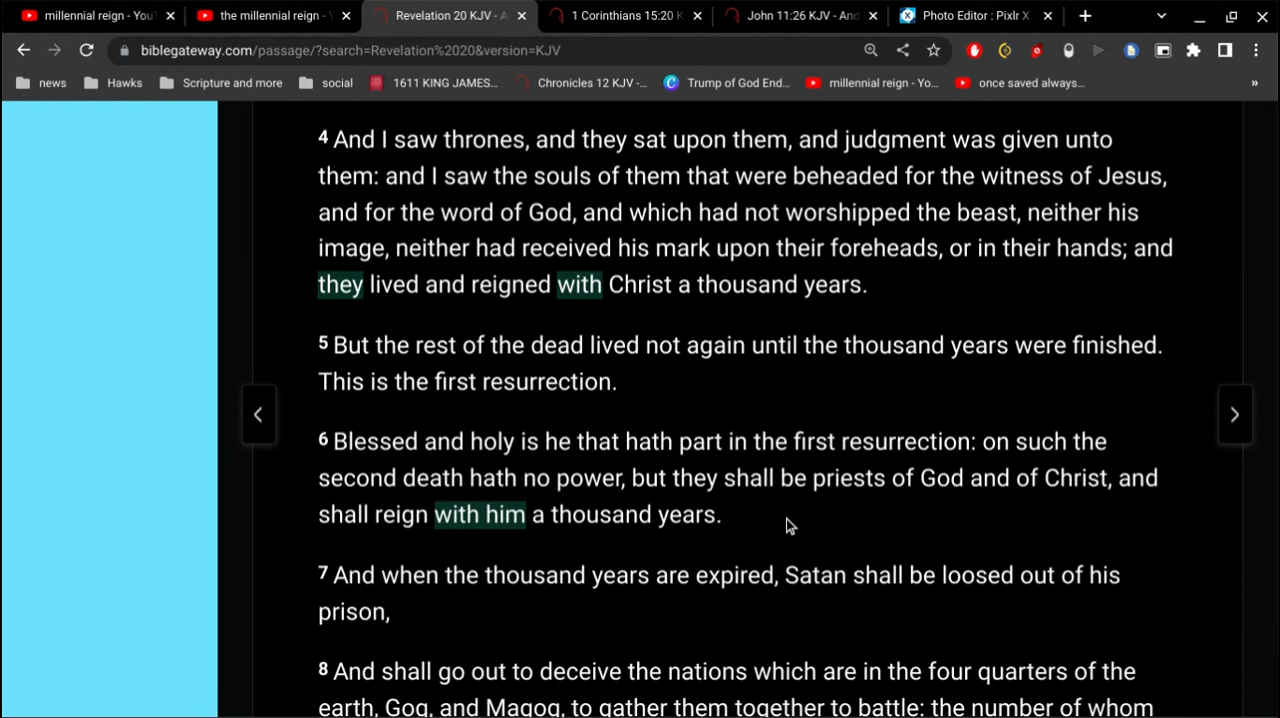 millennial reign - You
the millennial reign -
Revelation 20 KJV - A
1 Corinthians 15:20 K
John 11:26 KJV - And
Photo Editor : Pixlr X
biblegateway.com/passage/?search=Revelation%2020&version=KJV
news
Hawks
Scripture and more
social
1611 KING JAMES...
Chronicles 12 KJV -...
Trump of God End...
millennial reign - Yo...
once saved always...
»
4 And I saw thrones, and they sat upon them, and judgment was given unto
them: and I saw the souls of them that were beheaded for the witness of Jesus,
and for the word of God, and which had not worshipped the beast, neither his
image, neither had received his mark upon their foreheads, or in their hands; and
they lived and reigned with Christ a thousand years.
5 But the rest of the dead lived not again until the thousand years were finished.
This is the first resurrection.
6 Blessed and holy is he that hath part in the first resurrection: on such the
second death hath no power, but they shall be priests of God and of Christ, and
shall reign with him a thousand years.
7 And when the thousand years are expired, Satan shall be loosed out of his
prison,
8 And shall go out to deceive the nations which are in the four quarters of the
earth, Gog, and Magog, to gather them together to battle: the number of whom